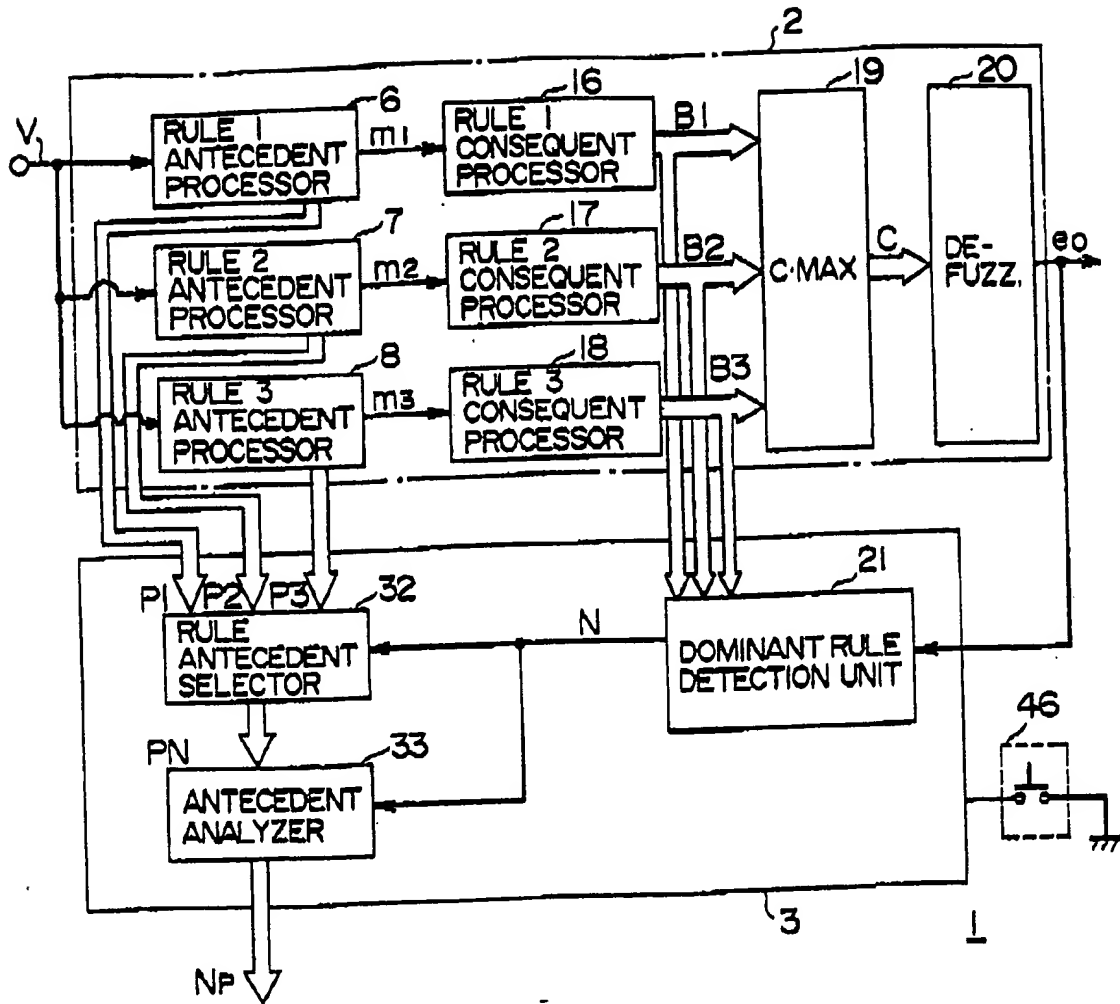 2
6
16
19
20
V
RULE 1
ANTECEDENT
PROCESSOR
m1
RULE 1
CONSEQUENT
PROCESSOR
B1
7
17
RULE 2
ANTECEDENT
PROCESSOR
m2
RULE 2
CONSEQUENT
PROCESSOR
B2
C·MAX
C
DE-
FUZZ.
eo
8
18
RULE 3
ANTECEDENT
PROCESSOR
m3
RULE 3
CONSEQUENT
PROCESSOR
B3
P1
P2
P3
32
21
RULE
ANTECEDENT
SELECTOR
N
DOMINANT RULE
DETECTION UNIT
PN
33
46
ANTECEDENT
ANALYZER
3
1
NP